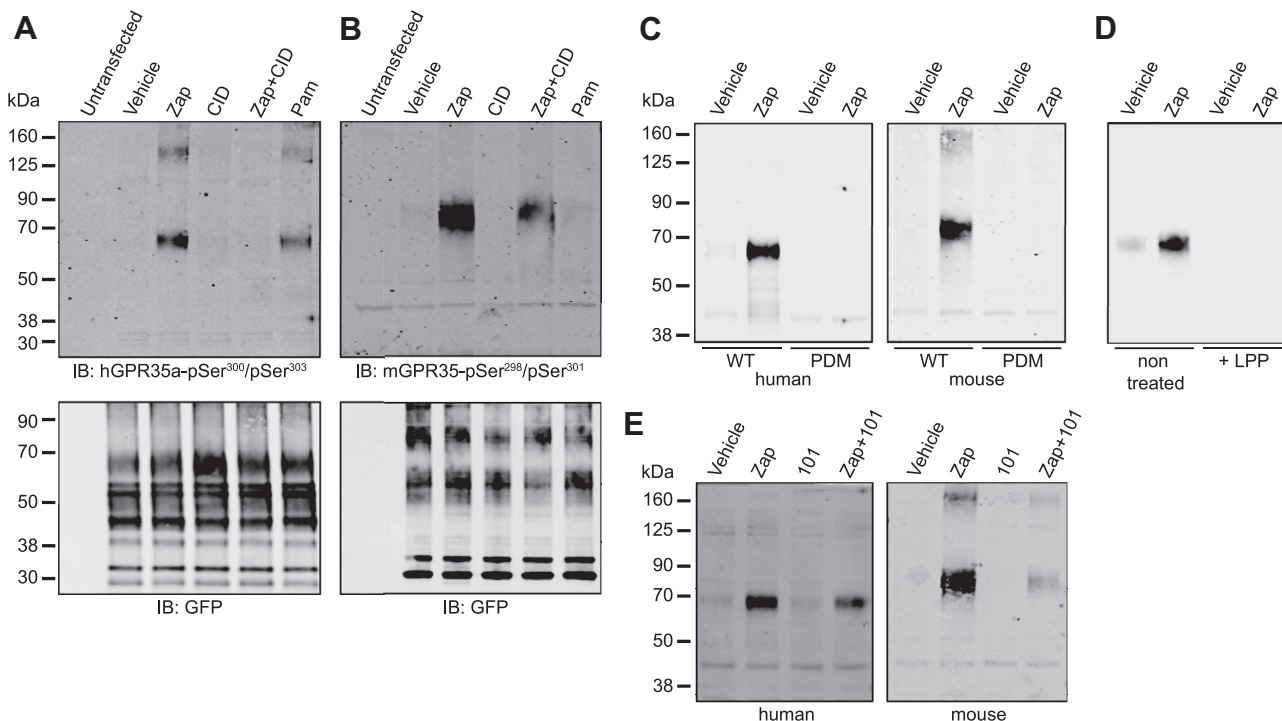 A
kDa
Untransfected
Vehicle
Zap
CID
Zap+CID
Pam
160
125
90
70
50
38
30
IB: hGPR35a-pSer³⁰⁰/pSer³⁰³
90
70
50
38
30
IB: GFP
B
Untransfected
Vehicle
Zap
CID
Zap+CID
Pam
IB: mGPR35-pSer²⁹⁸/pSer³⁰¹
IB: GFP
C
kDa
Vehicle
Zap
Vehicle
Zap
Vehicle
Zap
Vehicle
Zap
160
125
90
70
50
38
WT PDM WT PDM
human mouse
D
Vehicle
Zap
Vehicle
Zap
non + LPP
treated
E
kDa
Vehicle
Zap
101
Zap+101
Vehicle
Zap
101
Zap+101
160
125
90
70
50
38
human mouse